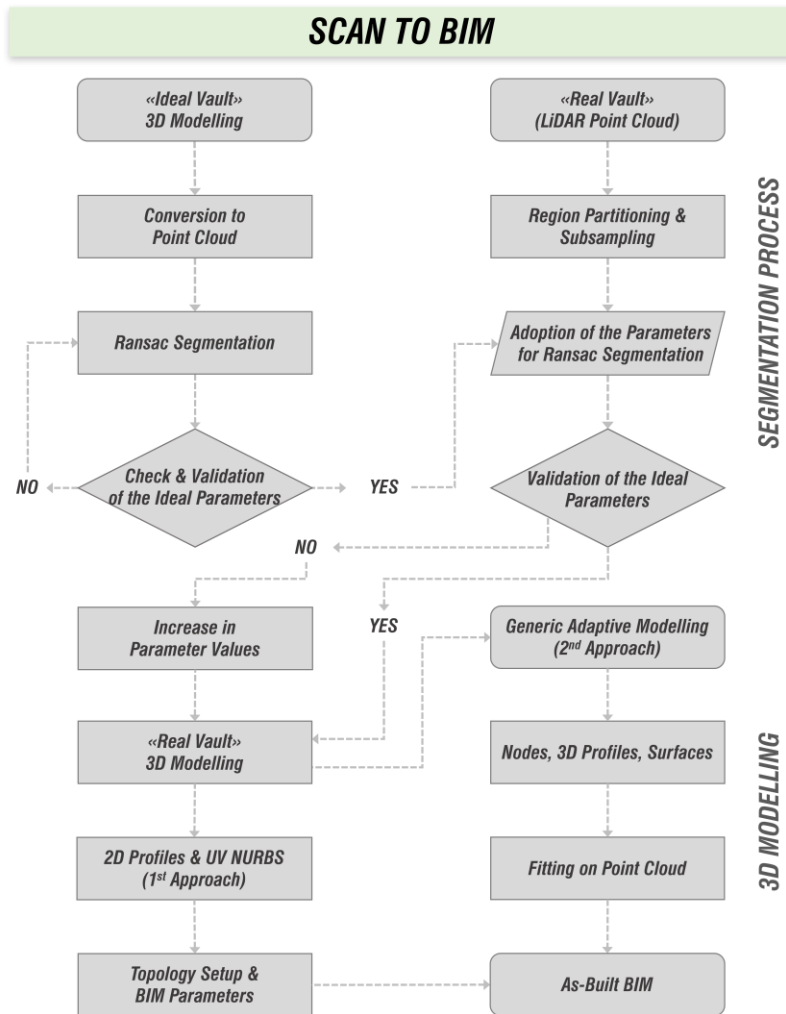 SCAN TO BIM
«Ideal Vault»
3D Modelling
«Real Vault»
(LiDAR Point Cloud)
Conversion to
Point Cloud
Region Partitioning &
Subsampling
Ransac Segmentation
Adoption of the Parameters
for Ransac Segmentation
SEGMENTATION PROCESS
NO
Check & Validation
of the Ideal Parameters
YES
Validation of the Ideal
Parameters
NO
Increase in
Parameter Values
YES
Generic Adaptive Modelling
(2nd Approach)
«Real Vault»
3D Modelling
Nodes, 3D Profiles, Surfaces
3D MODELLING
2D Profiles & UV NURBS
(1st Approach)
Fitting on Point Cloud
Topology Setup &
BIM Parameters
As-Built BIM